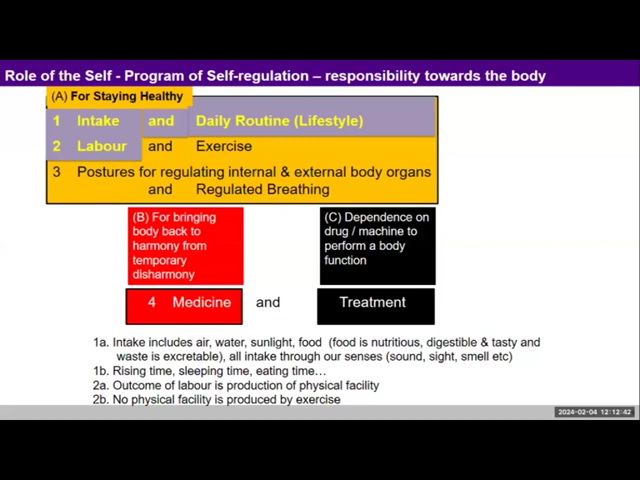 Role of the Self - Program of Self-regulation – responsibility towards the body
(A) For Staying Healthy
1 Intake and Daily Routine (Lifestyle)
2 Labour and Exercise
3 Postures for regulating internal & external body organs
and Regulated Breathing
(B) For bringing
body back to
harmony from
temporary
disharmony
(C) Dependence on
drug / machine to
perform a body
function
4 Medicine and Treatment
1a. Intake includes air, water, sunlight, food (food is nutritious, digestible & tasty and
waste is excretable), all intake through our senses (sound, sight, smell etc)
1b. Rising time, sleeping time, eating time…
2a. Outcome of labour is production of physical facility
2b. No physical facility is produced by exercise
2024-02-04 12:12:42